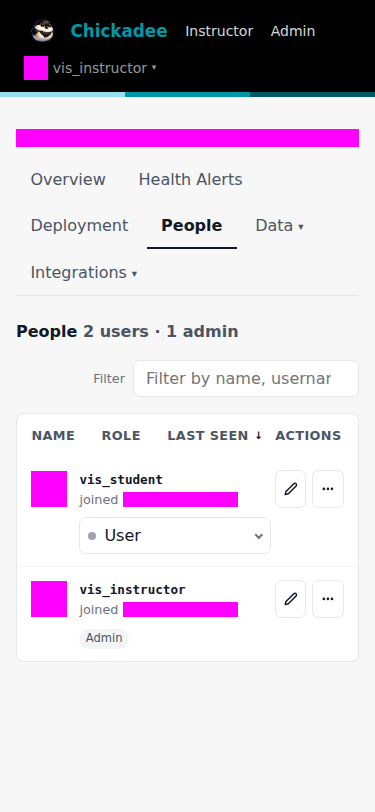 Chickadee Instructor Admin
vis_instructor ▾
Overview Health Alerts
Deployment People Data ▾
Integrations ▾
People 2 users · 1 admin
Filter Filter by name, usernar
NAME ROLE LAST SEEN ↓ ACTIONS
vis_student
joined
User
vis_instructor
joined
Admin